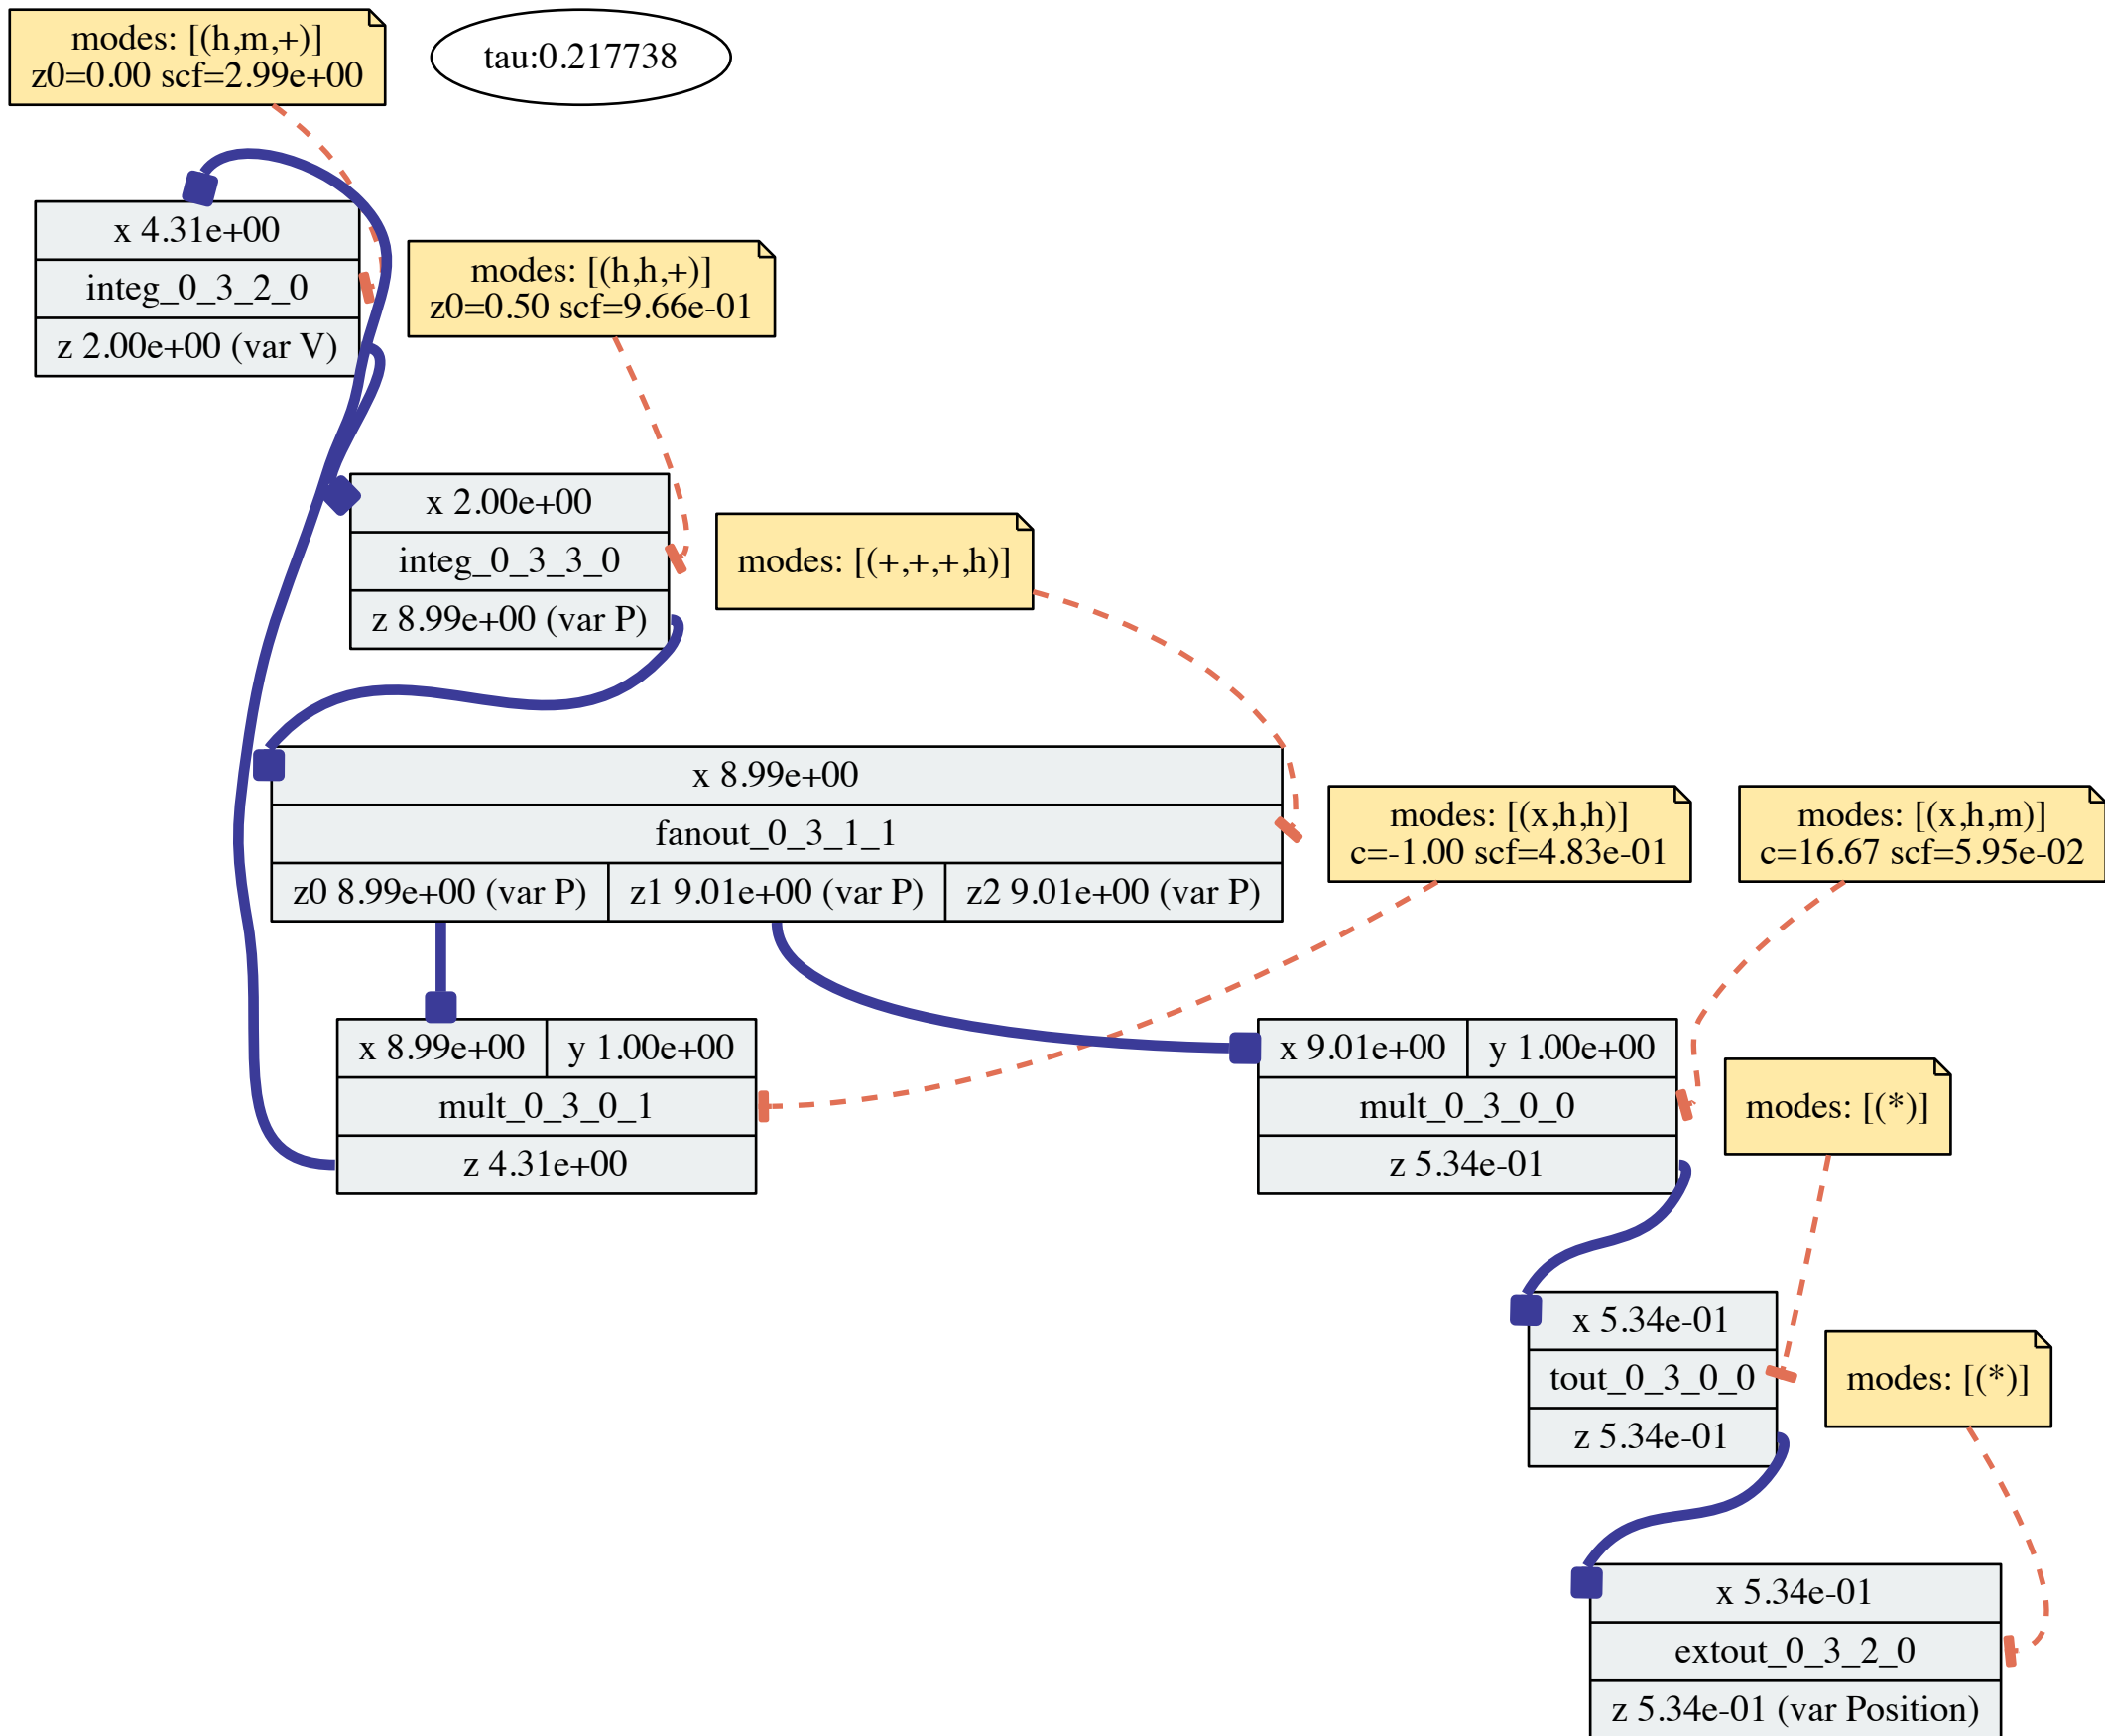 modes: [(h,m,+)]
z0=0.00 scf=2.99e+00
tau:0.217738
x 4.31e+00
integ_0_3_2_0
z 2.00e+00 (var V)
modes: [(h,h,+)]
z0=0.50 scf=9.66e-01
x 2.00e+00
integ_0_3_3_0
z 8.99e+00 (var P)
modes: [(+,+,+,h)]
x 8.99e+00
fanout_0_3_1_1
z0 8.99e+00 (var P)
z1 9.01e+00 (var P)
z2 9.01e+00 (var P)
modes: [(x,h,h)]
c=-1.00 scf=4.83e-01
modes: [(x,h,m)]
c=16.67 scf=5.95e-02
x 8.99e+00
y 1.00e+00
mult_0_3_0_1
z 4.31e+00
x 9.01e+00
y 1.00e+00
mult_0_3_0_0
z 5.34e-01
modes: [(*)]
x 5.34e-01
tout_0_3_0_0
z 5.34e-01
modes: [(*)]
x 5.34e-01
extout_0_3_2_0
z 5.34e-01 (var Position)